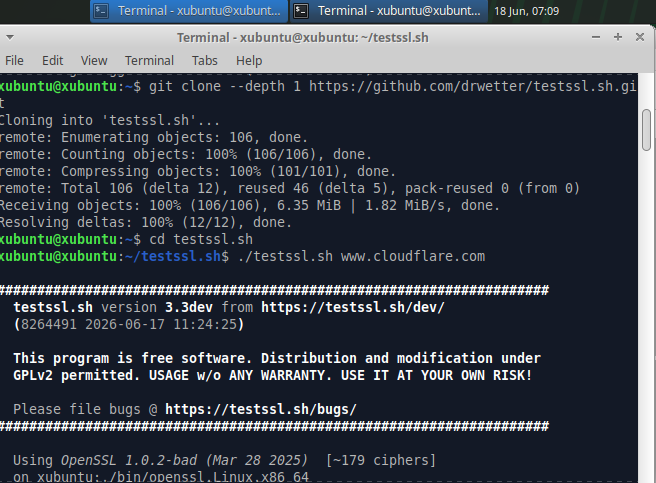 Terminal - xubuntu@xubunt... Terminal - xubuntu@xubunt... 18 Jun, 07:09
Terminal - xubuntu@xubuntu: ~/testssl.sh
File Edit View Terminal Tabs Help
xubuntu@xubuntu:~$ git clone --depth 1 https://github.com/drwetter/testssl.sh.gi
t
Cloning into 'testssl.sh'...
remote: Enumerating objects: 106, done.
remote: Counting objects: 100% (106/106), done.
remote: Compressing objects: 100% (101/101), done.
remote: Total 106 (delta 12), reused 46 (delta 5), pack-reused 0 (from 0)
Receiving objects: 100% (106/106), 6.35 MiB | 1.82 MiB/s, done.
Resolving deltas: 100% (12/12), done.
xubuntu@xubuntu:~$ cd testssl.sh
xubuntu@xubuntu:~/testssl.sh$ ./testssl.sh www.cloudflare.com
#####################################################################
testssl.sh version 3.3dev from https://testssl.sh/dev/
(8264491 2026-06-17 11:24:25)
This program is free software. Distribution and modification under
GPLv2 permitted. USAGE w/o ANY WARRANTY. USE IT AT YOUR OWN RISK!
Please file bugs @ https://testssl.sh/bugs/
#####################################################################
Using OpenSSL 1.0.2-bad (Mar 28 2025) [~179 ciphers]
on xubuntu:./bin/openssl.Linux.x86_64